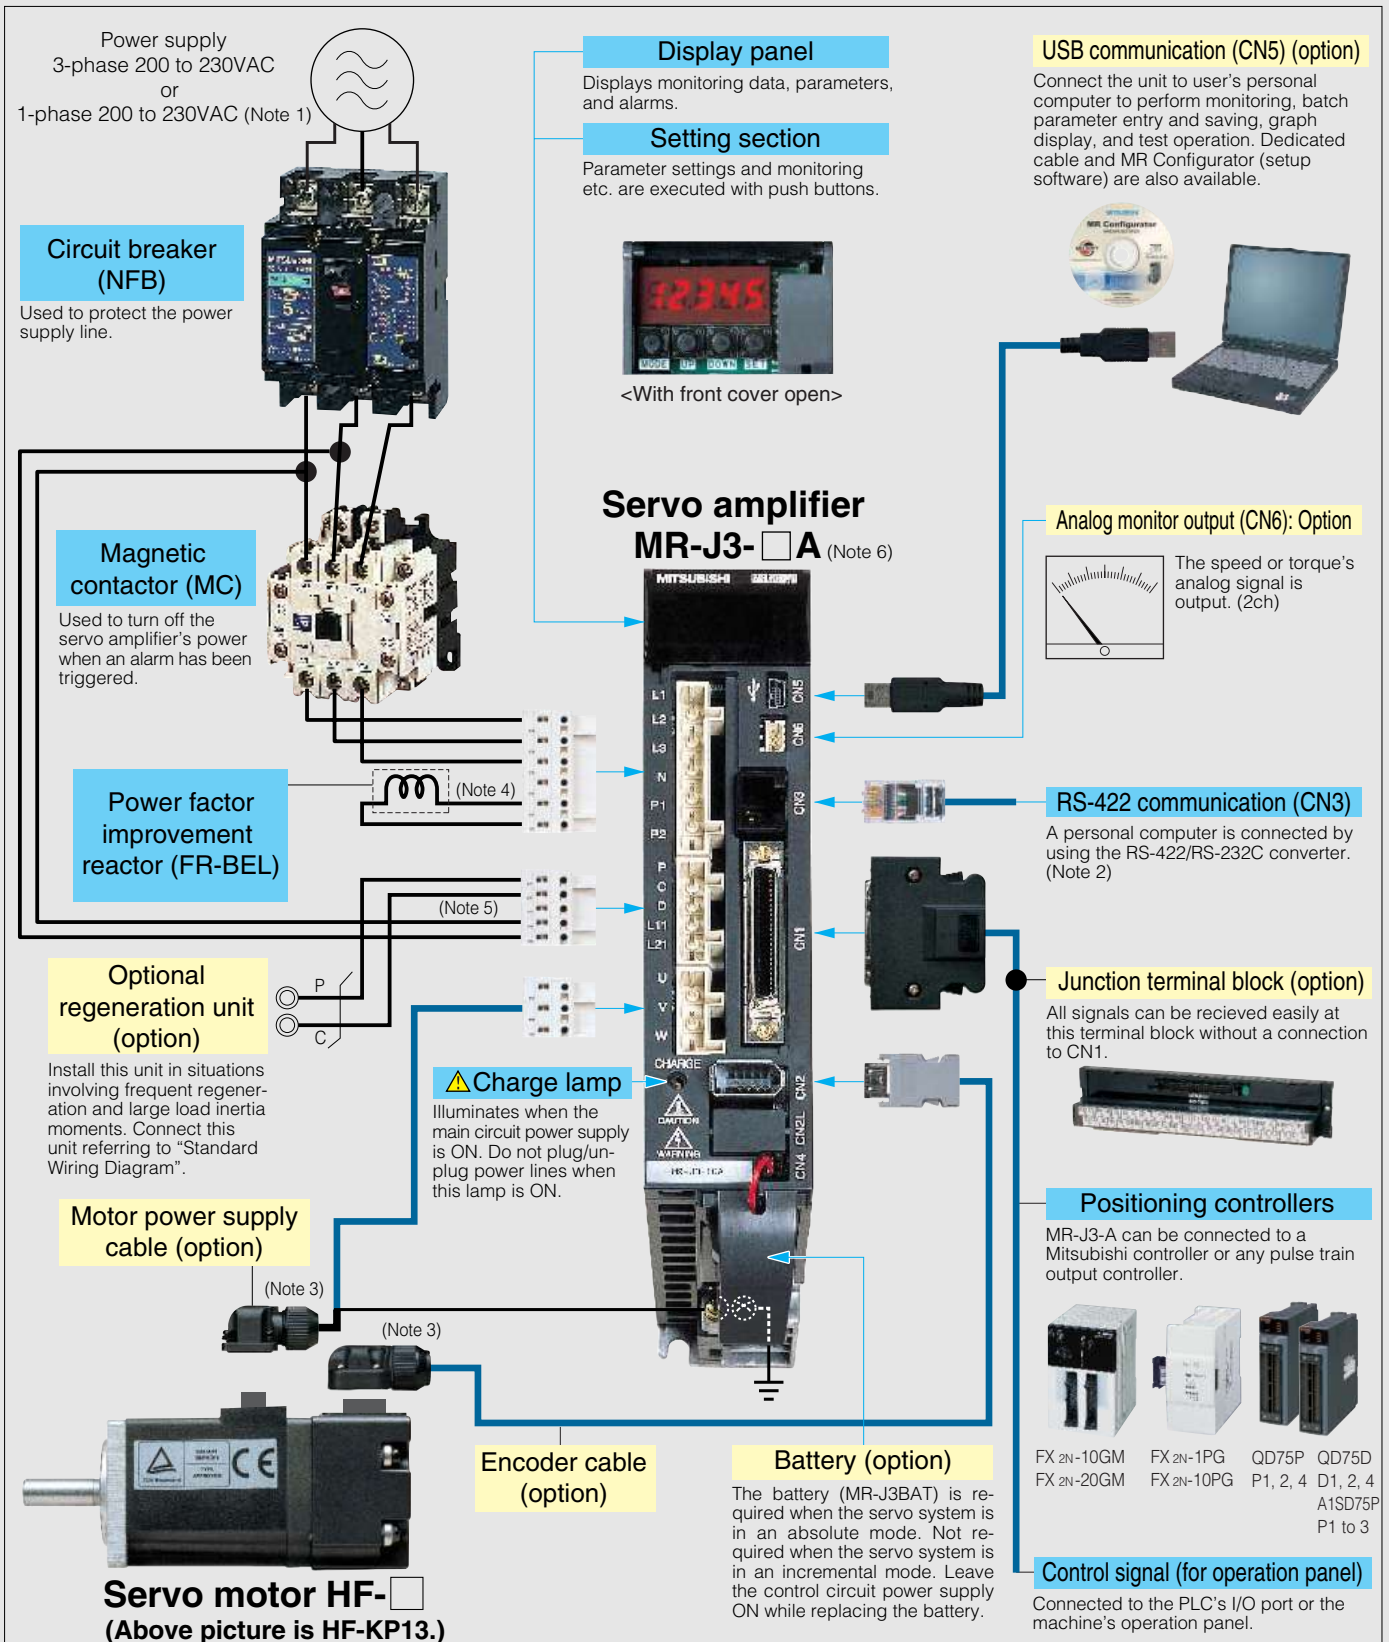 Power supply
3-phase 200 to 230VAC
or
1-phase 200 to 230VAC (Note 1)
Circuit breaker
(NFB)
Used to protect the power
supply line.
Display panel
Displays monitoring data, parameters,
and alarms.
Setting section
Parameter settings and monitoring
etc. are executed with push buttons.
12345
MODE UP DOWN SET
<With front cover open>
USB communication (CN5) (option)
Connect the unit to user's personal
computer to perform monitoring, batch
parameter entry and saving, graph
display, and test operation. Dedicated
cable and MR Configurator (setup
software) are also available.
MR Configurator
Magnetic
contactor (MC)
Used to turn off the
servo amplifier's power
when an alarm has been
triggered.
Servo amplifier
MR-J3-□A (Note 6)
MITSUBISHI
Analog monitor output (CN6): Option
The speed or torque's
analog signal is
output. (2ch)
L1
L2
L3
N
P1
P2
P
C
D
L11
L21
U
V
W
CHARGE
CAUTION
WARNING
MR-J3-10A
CN5
CN6
CN3
CN1
CN2
CN2L
CN4
Power factor
improvement
reactor (FR-BEL)
(Note 4)
(Note 5)
RS-422 communication (CN3)
A personal computer is connected by
using the RS-422/RS-232C converter.
(Note 2)
Optional
regeneration unit
(option)
P
C
Install this unit in situations
involving frequent regener-
ation and large load inertia
moments. Connect this
unit referring to “Standard
Wiring Diagram”.
Charge lamp
Illuminates when the
main circuit power supply
is ON. Do not plug/un-
plug power lines when
this lamp is ON.
Junction terminal block (option)
All signals can be recieved easily at
this terminal block without a connection
to CN1.
Positioning controllers
MR-J3-A can be connected to a
Mitsubishi controller or any pulse train
output controller.
FX 2N-10GM
FX 2N-20GM
FX 2N-1PG
FX 2N-10PG
QD75P
P1, 2, 4
QD75D
D1, 2, 4
A1SD75P
P1 to 3
Motor power supply
cable (option)
(Note 3)
(Note 3)
Encoder cable
(option)
Battery (option)
The battery (MR-J3BAT) is re-
quired when the servo system is
in an absolute mode. Not re-
quired when the servo system is
in an incremental mode. Leave
the control circuit power supply
ON while replacing the battery.
Control signal (for operation panel)
Connected to the PLC's I/O port or the
machine's operation panel.
CE
Servo motor HF-□
(Above picture is HF-KP13.)